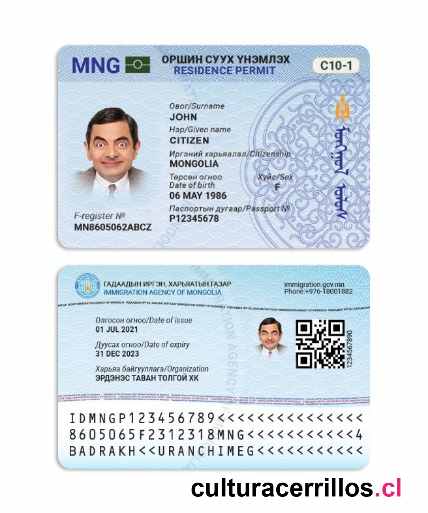 MNG
ОРШИН СУУХ ҮНЭМЛЭХ
RESIDENCE PERMIT
C10-1
Овог/Surname
JOHN
Нэр/Given name
CITIZEN
Иргэний харьяалал/Citizenship
MONGOLIA
Төрсөн огноо
Date of birth
Хүйс/Sex
06 MAY 1986
F
Паспортын дугаар/Passport №
P12345678
F-register №
MN8605062ABCZ
ГАДААДЫН ИРГЭН, ХАРЬЯАТЫН ГАЗАР
IMMIGRATION AGENCY OF MONGOLIA
immigration.gov.mn
Phone:+976-18001882
Олгосон огноо/Date of issue
01 JUL 2021
Дуусах огноо/Date of expiry
31 DEC 2023
Харьяа байгууллага/Organization
ЭРДЭНЭС ТАВАН ТОЛГОЙ ХК
1234567890
IDMNGP123456789<<<<<<<<<<<<<<<
8605065F2312318MNG<<<<<<<<<<<4
BADRAKH<<URANCHIMEG<<<<<<<<<<<
culturacerrillos.cl